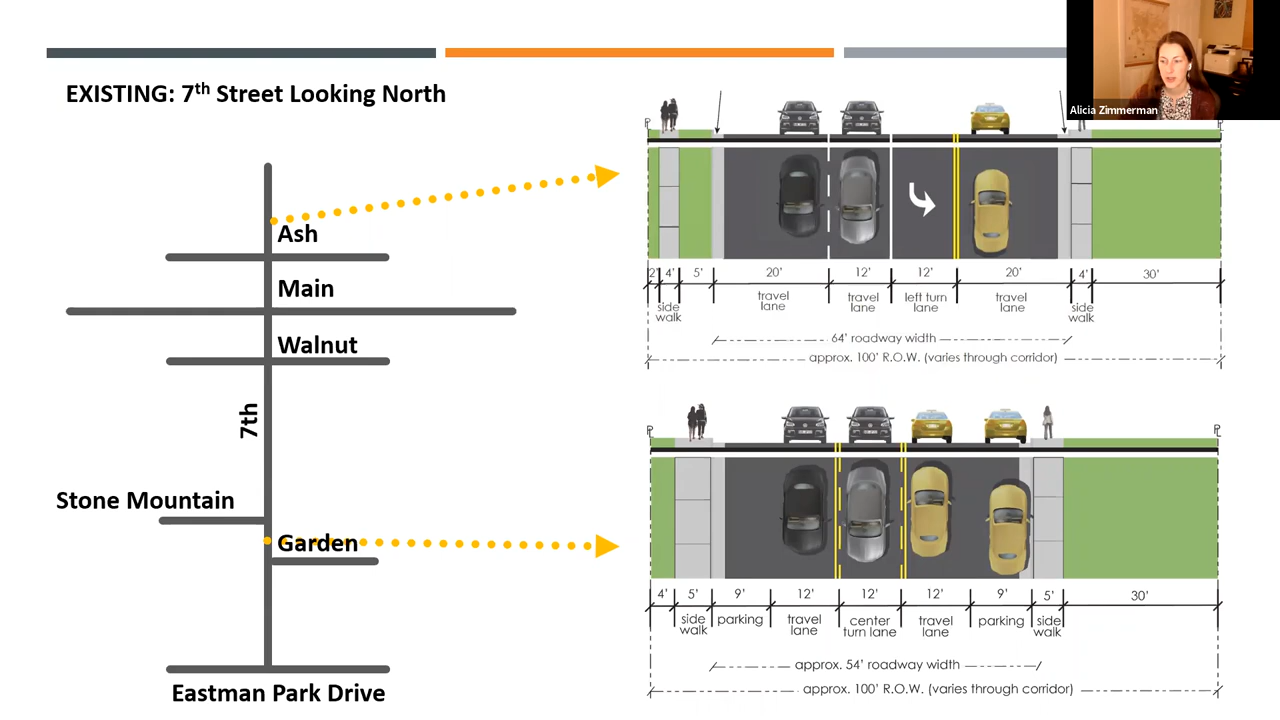 EXISTING: 7th Street Looking North
Alicia Zimmerman
Ash
Main
Walnut
7th
Stone Mountain
Garden
Eastman Park Drive
2' 4' 5' 20' 12' 12' 20' 4' 30'
side walk
travel lane
travel lane
left turn lane
travel lane
side walk
64' roadway width
approx. 100' R.O.W. (varies through corridor)
4' 5' 9' 12' 12' 12' 9' 5' 30'
side walk
parking
travel lane
center turn lane
travel lane
parking
side walk
approx. 54' roadway width
approx. 100' R.O.W. (varies through corridor)